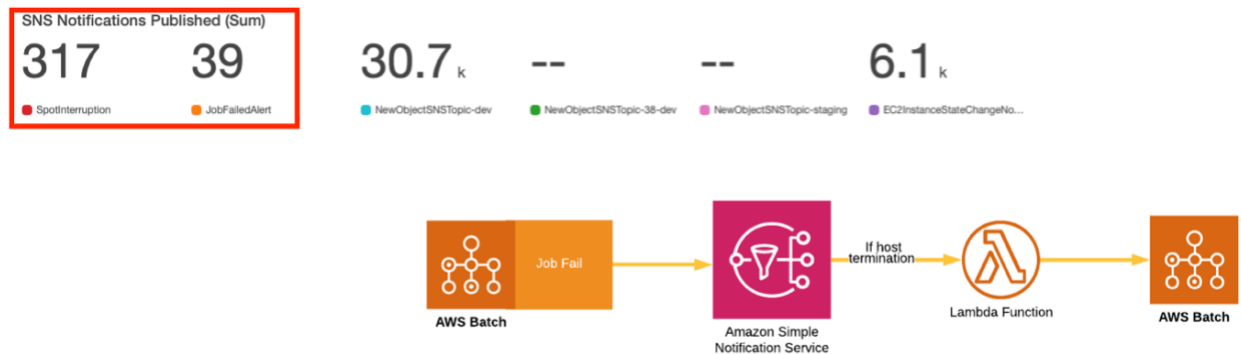 SNS Notifications Published (Sum)
317 39 30.7 k -- -- 6.1 k
SpotInterruption JobFailedAlert NewObjectSNSTopic-dev NewObjectSNSTopic-38-dev NewObjectSNSTopic-staging EC2InstanceStateChangeNo...
Job Fail
If host
termination
AWS Batch
Amazon Simple
Notification Service
Lambda Function
AWS Batch